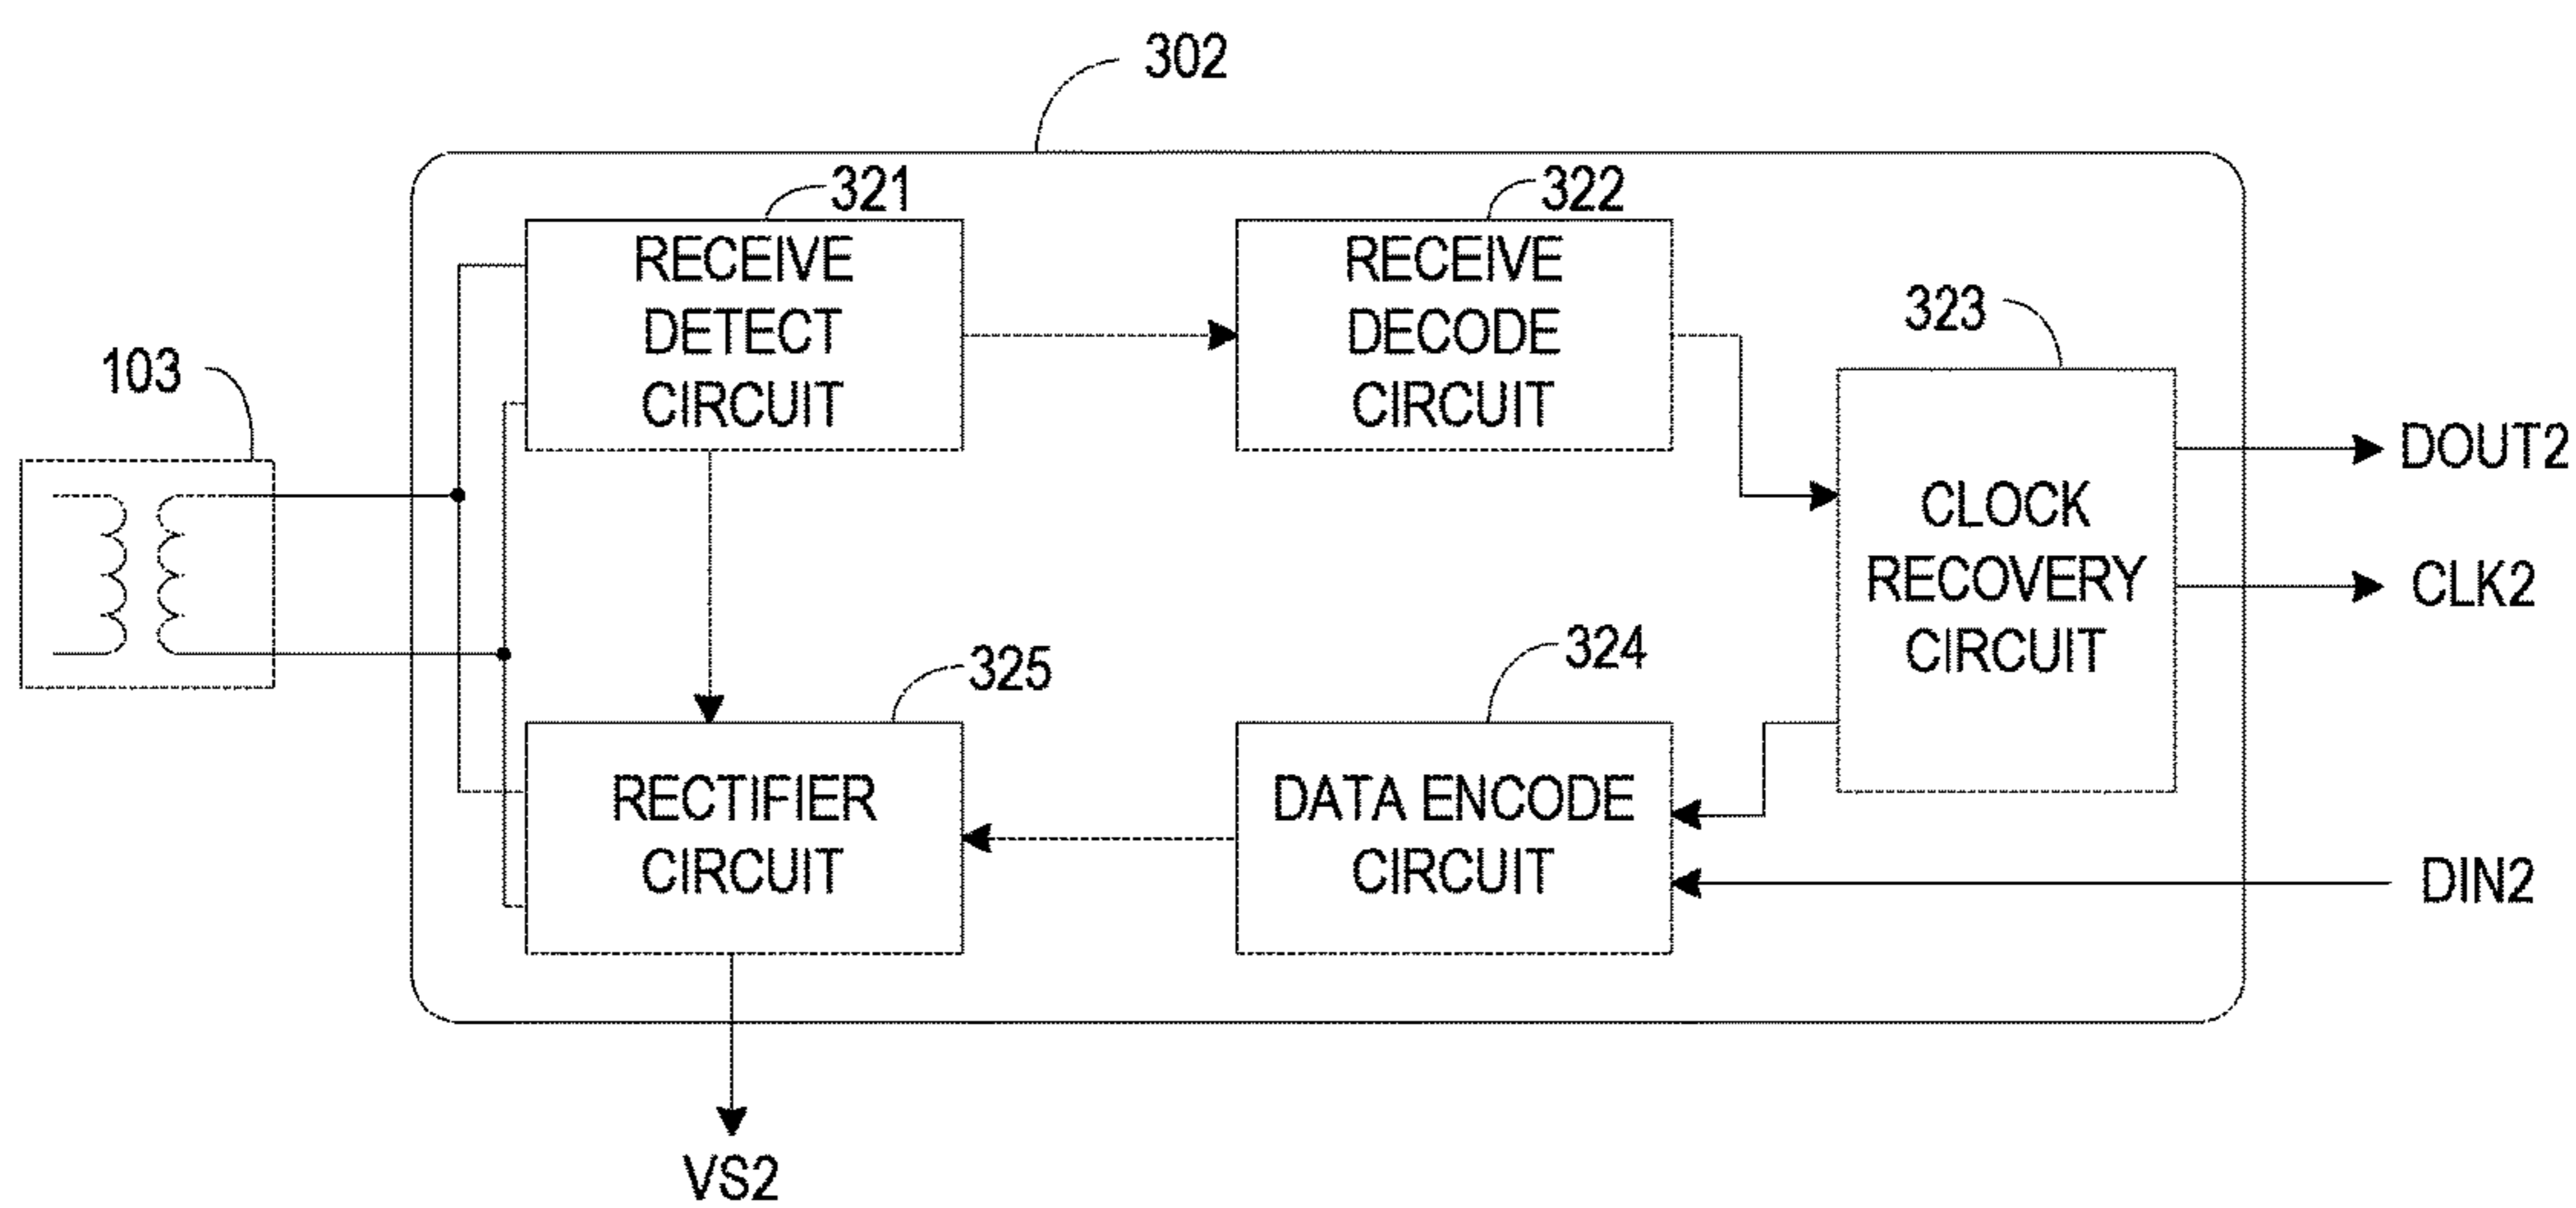 302
321
RECEIVE
DETECT
CIRCUIT
322
RECEIVE
DECODE
CIRCUIT
323
CLOCK
RECOVERY
CIRCUIT
103
DOUT2
CLK2
325
RECTIFIER
CIRCUIT
324
DATA ENCODE
CIRCUIT
DIN2
VS2